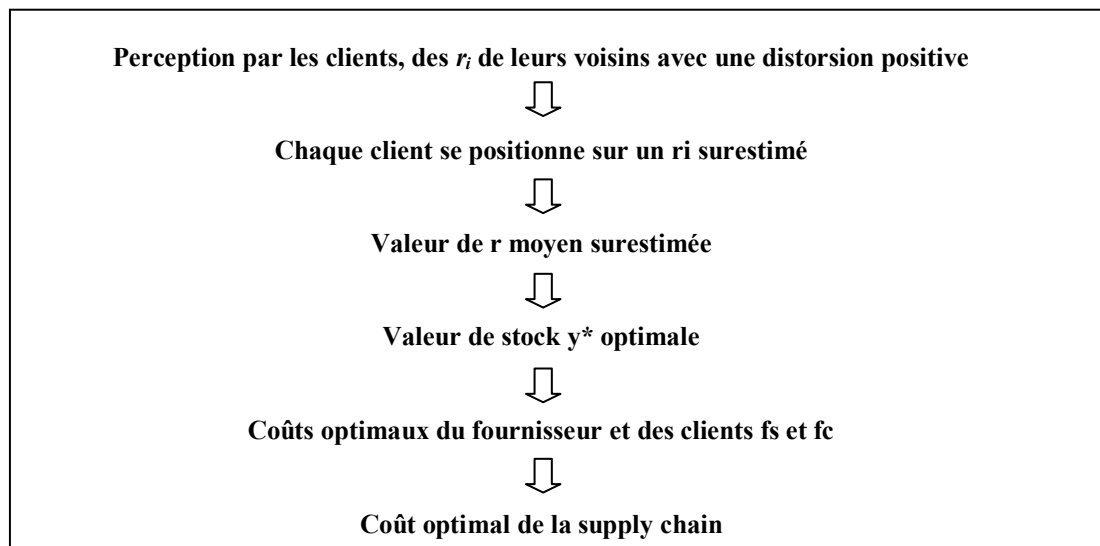 Perception par les clients, des ri de leurs voisins avec une distorsion positive
Chaque client se positionne sur un ri surestimé
Valeur de r moyen surestimée
Valeur de stock y* optimale
Coûts optimaux du fournisseur et des clients fs et fc
Coût optimal de la supply chain